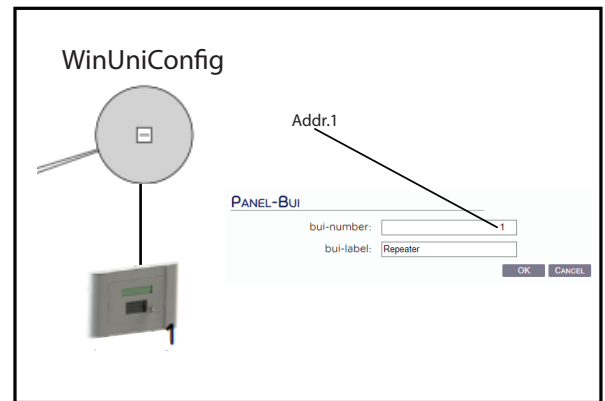 WinUniConfig
Addr.1
PANEL-BUI
bui-number: 1
bui-label: Repeater
OK CANCEL
1